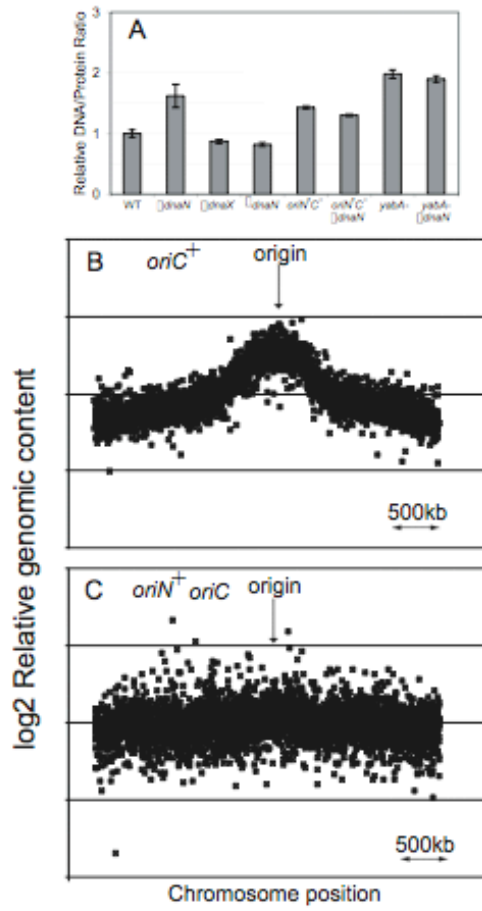 A
Relative DNA/Protein Ratio
3
2
1
0
WT
▯dnaN
▯dnaX
▯dnaN
oriN⁺C⁻
oriN⁺C⁻ ▯dnaN
yabA-
yabA- ▯dnaN
B
oriC⁺
origin
500kb
C
oriN⁺ oriC
origin
500kb
log2 Relative genomic content
Chromosome position